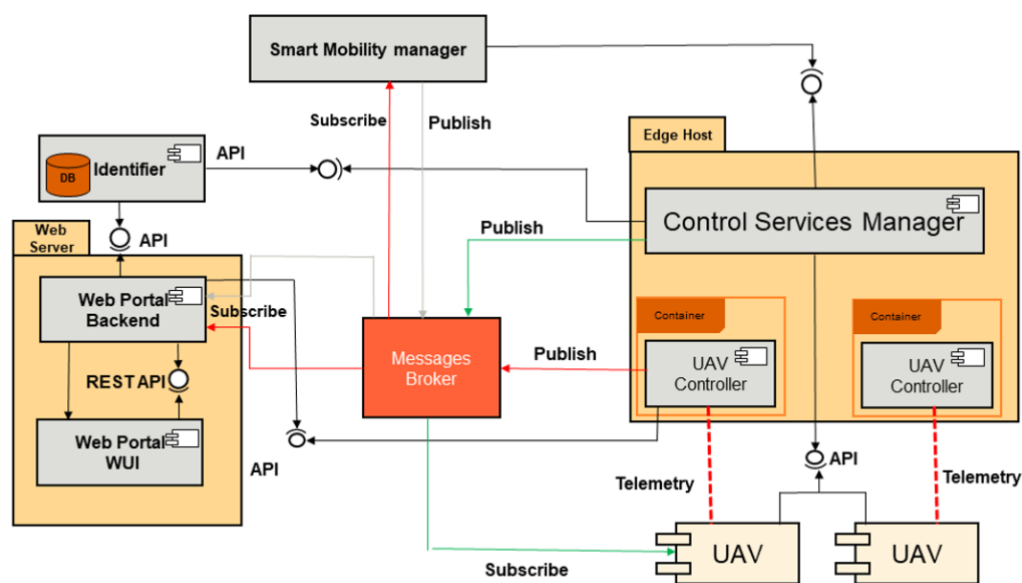 Smart Mobility manager
Subscribe
Publish
Edge Host
API
DB
Identifier
Control Services Manager
Publish
Web
Server
API
Web Portal
Backend
Subscribe
Container
Container
Messages
Broker
Publish
UAV
Controller
UAV
Controller
REST API
Web Portal
WUI
API
API
Telemetry
Telemetry
UAV
UAV
Subscribe